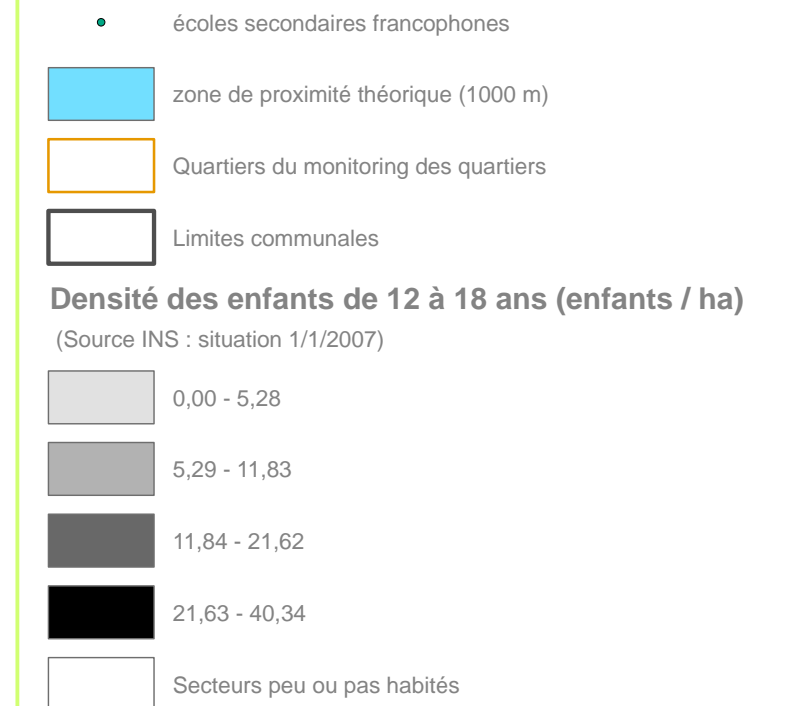 écoles secondaires francophones
zone de proximité théorique (1000 m)
Quartiers du monitoring des quartiers
Limites communales
Densité des enfants de 12 à 18 ans (enfants / ha)
(Source INS : situation 1/1/2007)
0,00 - 5,28
5,29 - 11,83
11,84 - 21,62
21,63 - 40,34
Secteurs peu ou pas habités